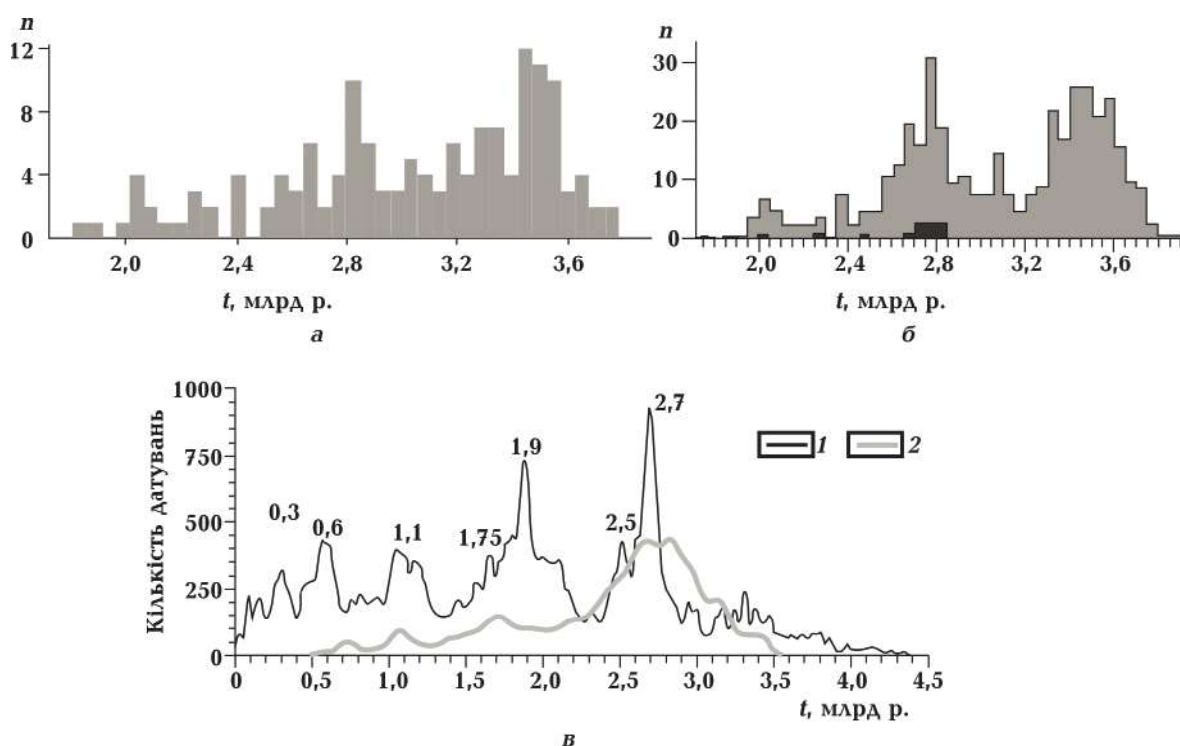 n
12
8
4
0
2,0 2,4 2,8 3,2 3,6
t, млрд р.
а
n
30
20
10
0
2,0 2,4 2,8 3,2 3,6
t, млрд р.
б
Кількість датувань
1000
750
500
250
0
0,3
0,6
1,1
1,75
1,9
2,5
2,7
1 2
0 0,5 1,0 1,5 2,0 2,5 3,0 3,5 4,0 4,5
t, млрд р.
в